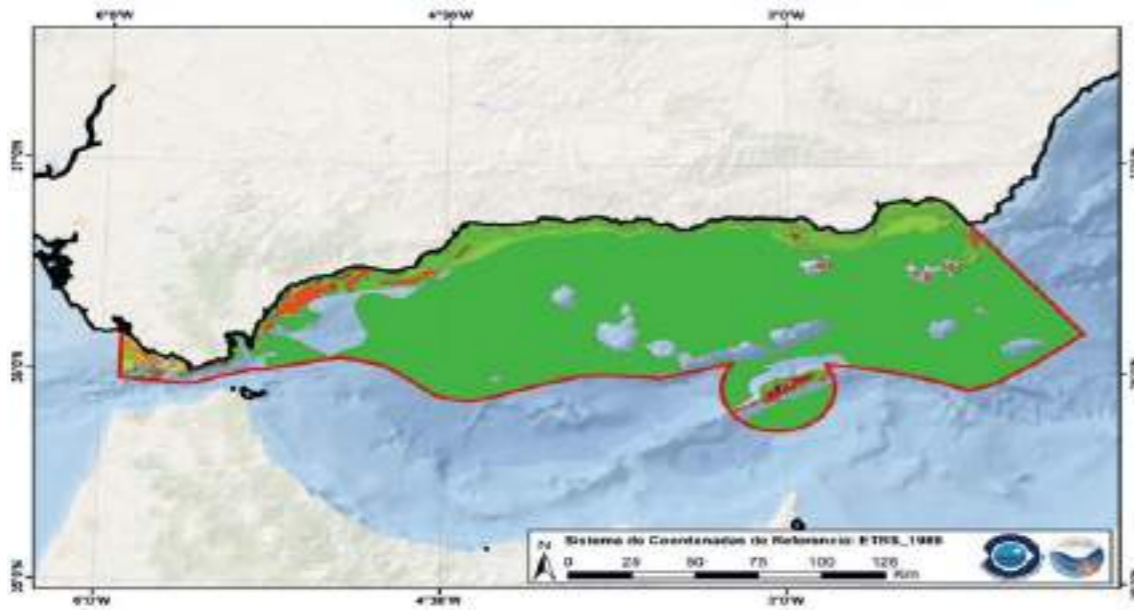 6°0'W 4°30'W 3°0'W
37°0'N
36°0'N
35°0'N
N
Sistema de Coordenadas de Referencia: ETRS_1989
0 25 50 75 100 125
Km
6°0'W 4°30'W 3°0'W